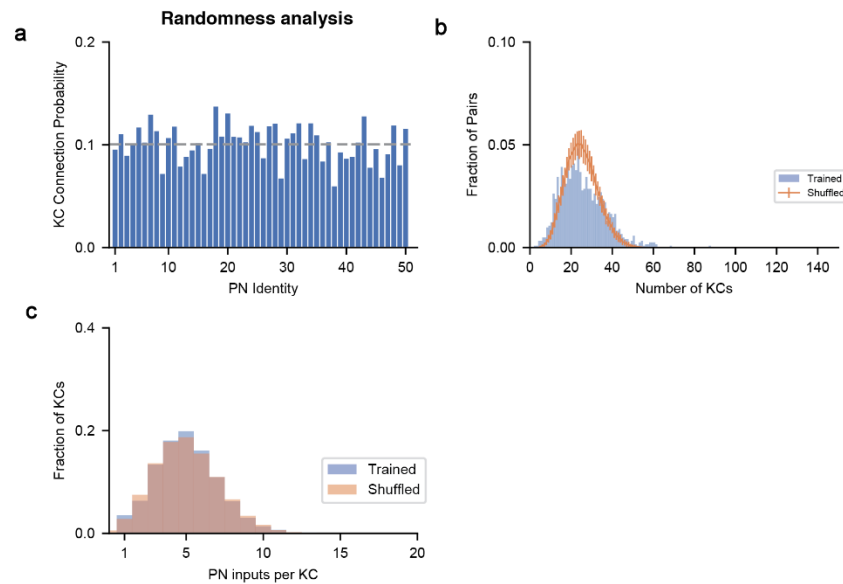 Randomness analysis
a
0.2
0.1
0.0
KC Connection Probability
1 10 20 30 40 50
PN Identity
b
0.10
0.05
0.00
Fraction of Pairs
Trained
Shuffled
0 20 40 60 80 100 120 140
Number of KCs
c
0.4
0.2
0.0
Fraction of KCs
Trained
Shuffled
1 5 10 15 20
PN inputs per KC